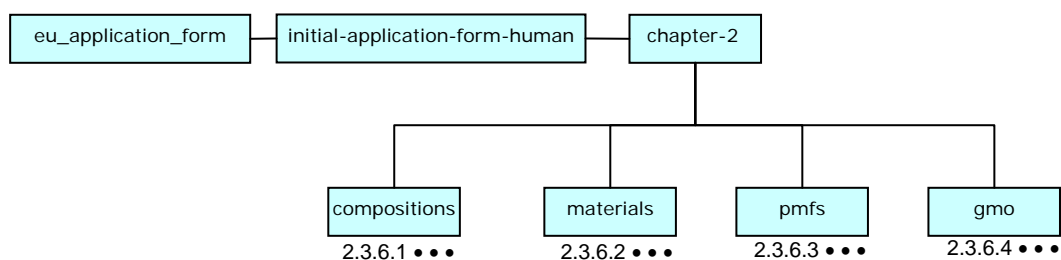 eu_application_form initial-application-form-human chapter-2
compositions materials pmfs gmo
2.3.6.1 ••• 2.3.6.2 ••• 2.3.6.3 ••• 2.3.6.4 •••